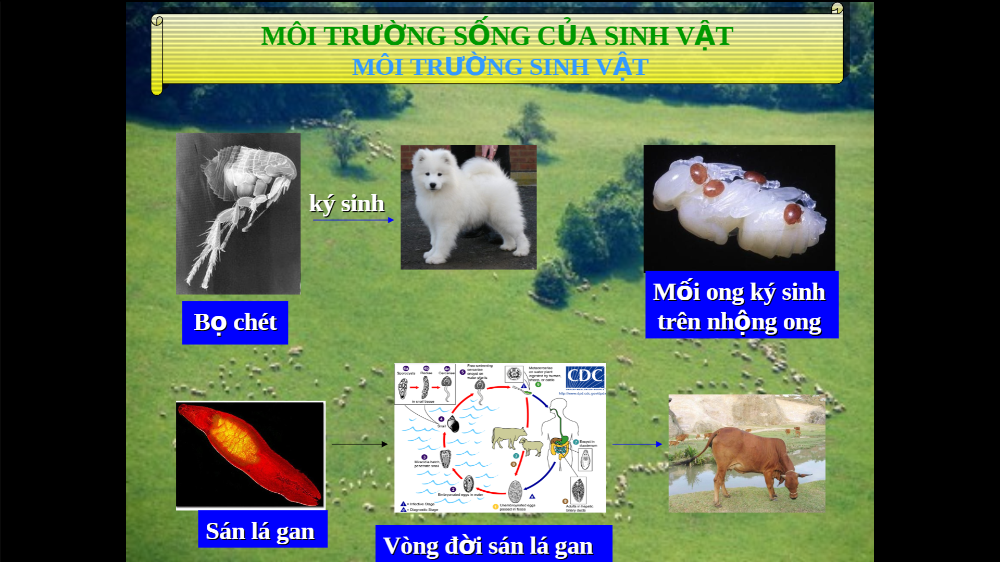 MÔI TRƯỜNG SỐNG CỦA SINH VẬT
MÔI TRƯỜNG SINH VẬT
ký sinh
Bọ chét
Mối ong ký sinh
trên nhộng ong
4a
4b
4c
Sporocysts
Rediae
Cercariae
in snail tissue
5
Free-swimming
cercariae
encyst on
water plants
Metacercariae
on water plant
ingested by human,
sheep, or cattle
6
i
CDC
SAFER•HEALTHIER•PEOPLE
http://www.dpd.cdc.gov/dpdx
4
Snail
3
Miracidia hatch,
penetrate snail
2
Embryonated eggs in water
7
8
7
Excyst in
duodenum
d
8
Adults in hepatic
biliary ducts
1
Unembryonated eggs
passed in feces
i = Infective Stage
d = Diagnostic Stage
Sán lá gan
Vòng đời sán lá gan